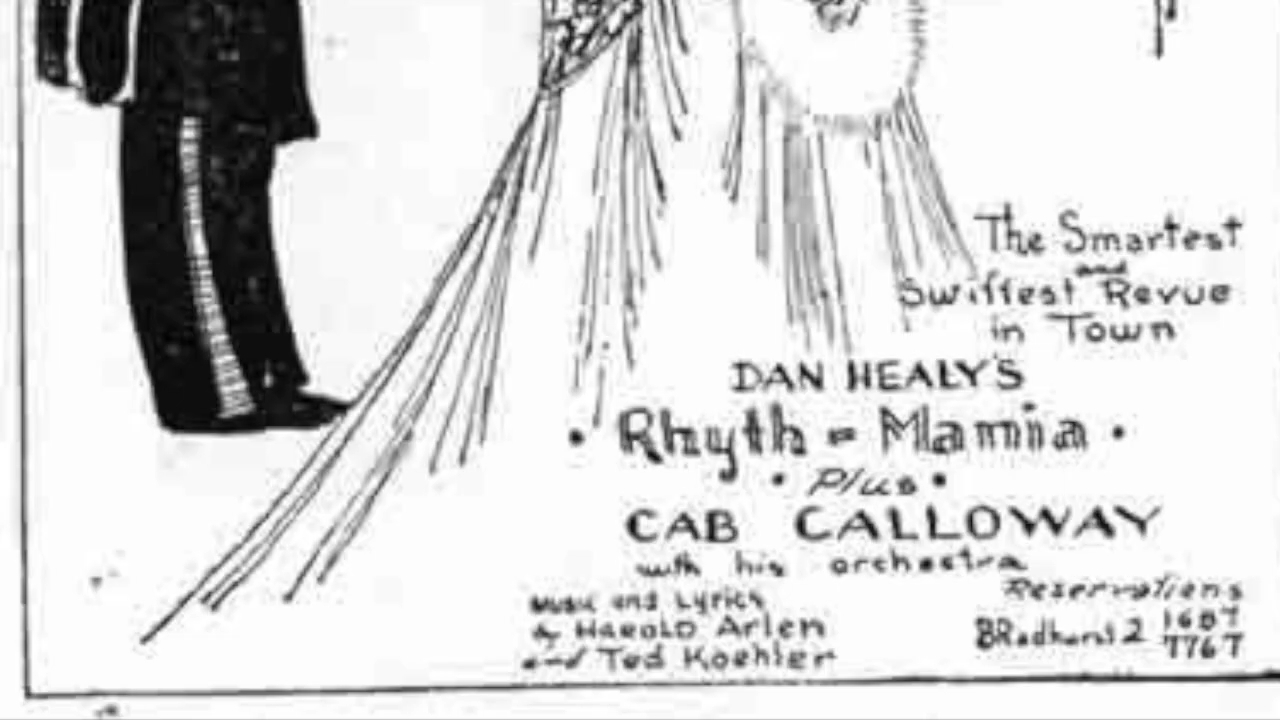 The Smartest
and
Swiftest Revue
in Town
DAN HEALY'S
• Rhyth = Mamia •
• Plus •
CAB CALLOWAY
with his orchestra
Music and Lyrics
by Harold Arlen
and Ted Koehler
Reservations
BRadhurst 2 1687
7767